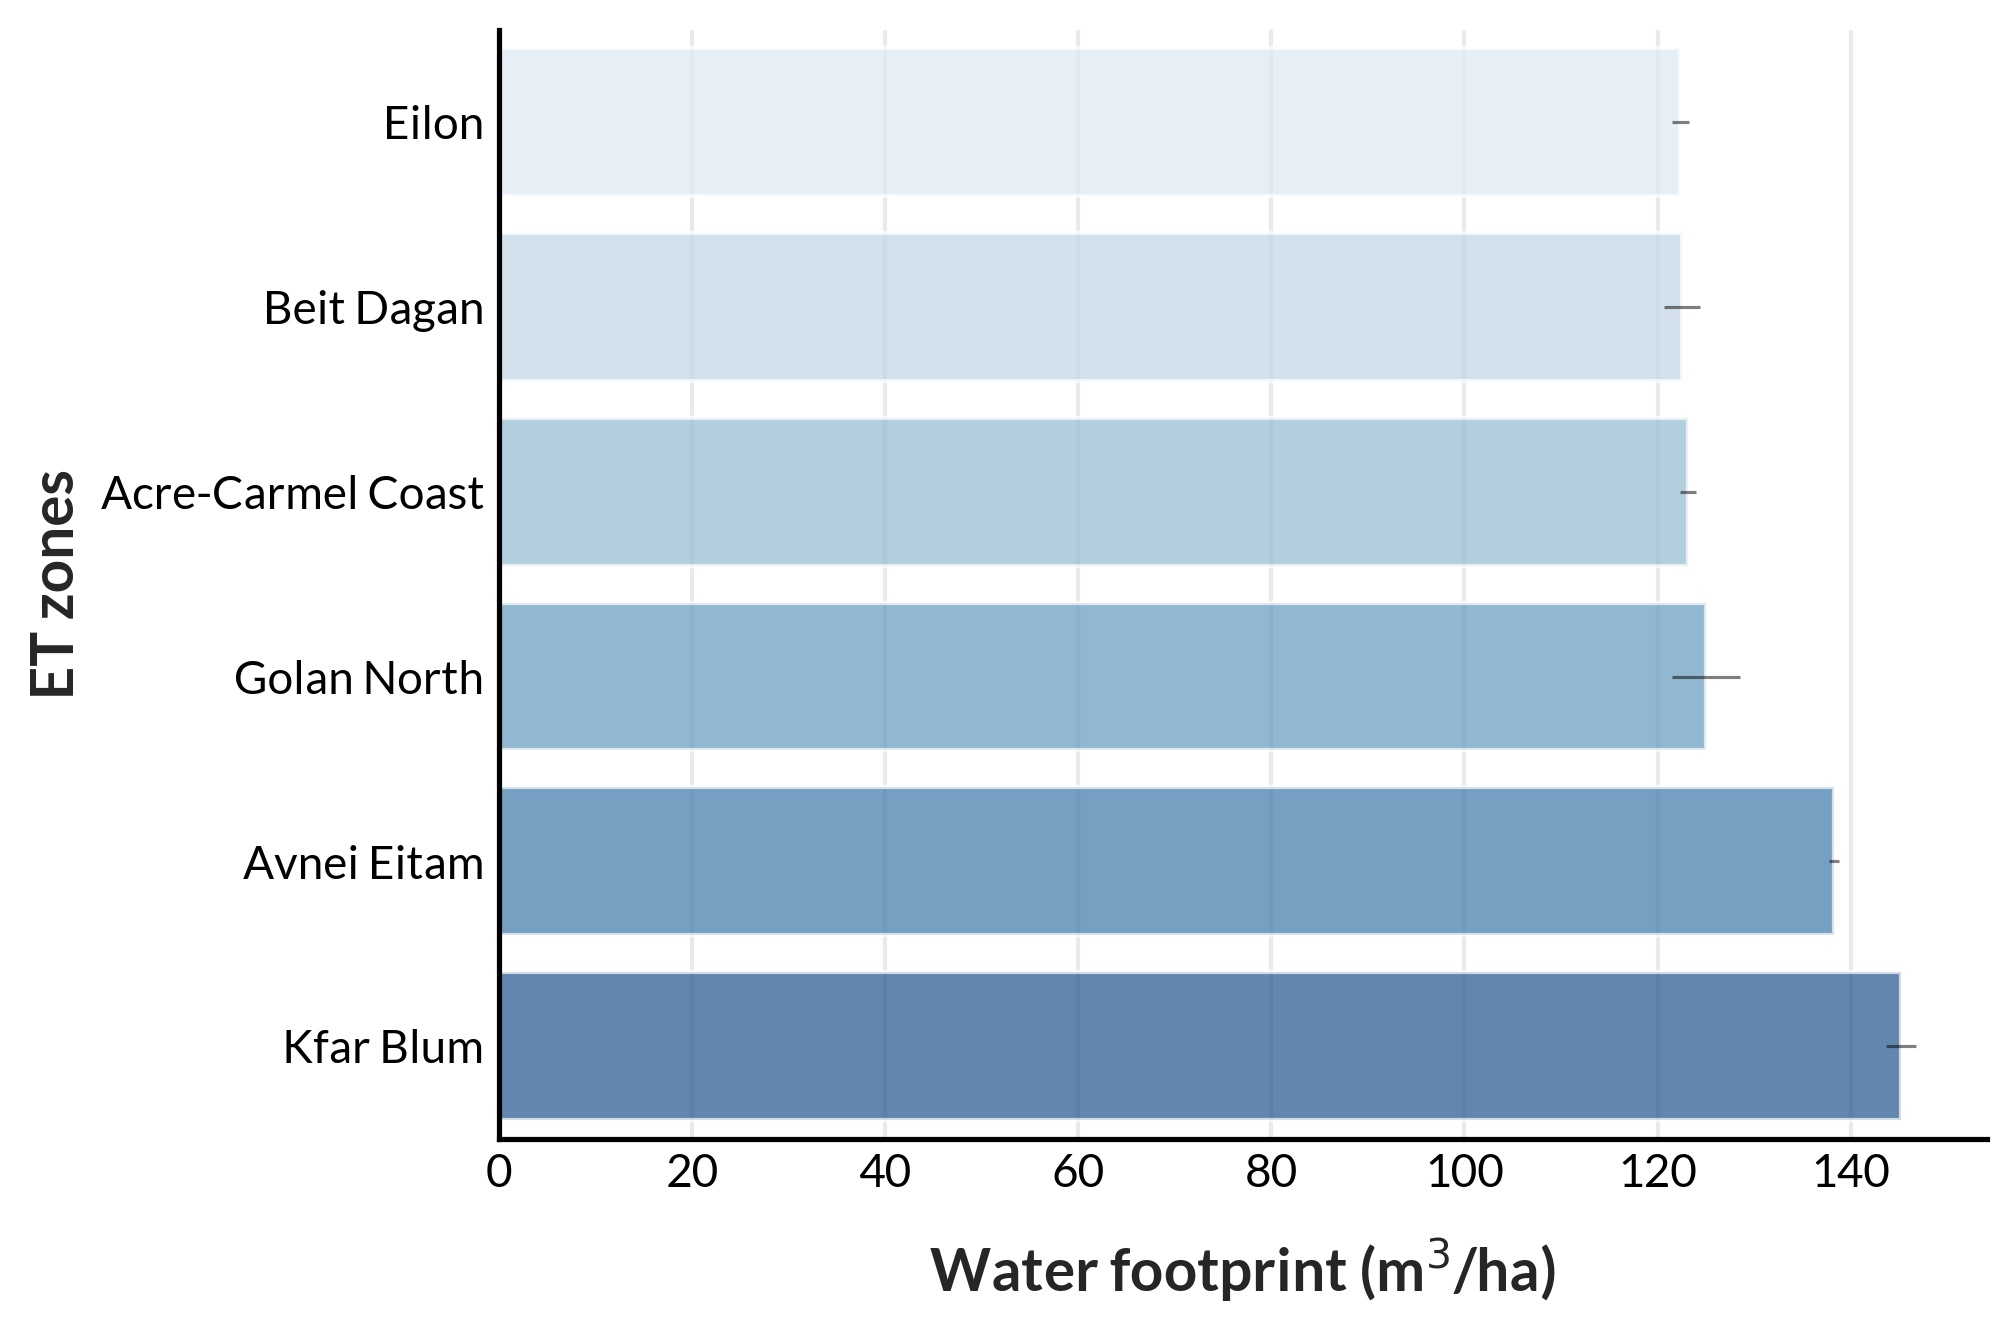 Eilon
Beit Dagan
Acre-Carmel Coast
Golan North
Avnei Eitam
Kfar Blum
ET zones
0 20 40 60 80 100 120 140
Water footprint (m³/ha)